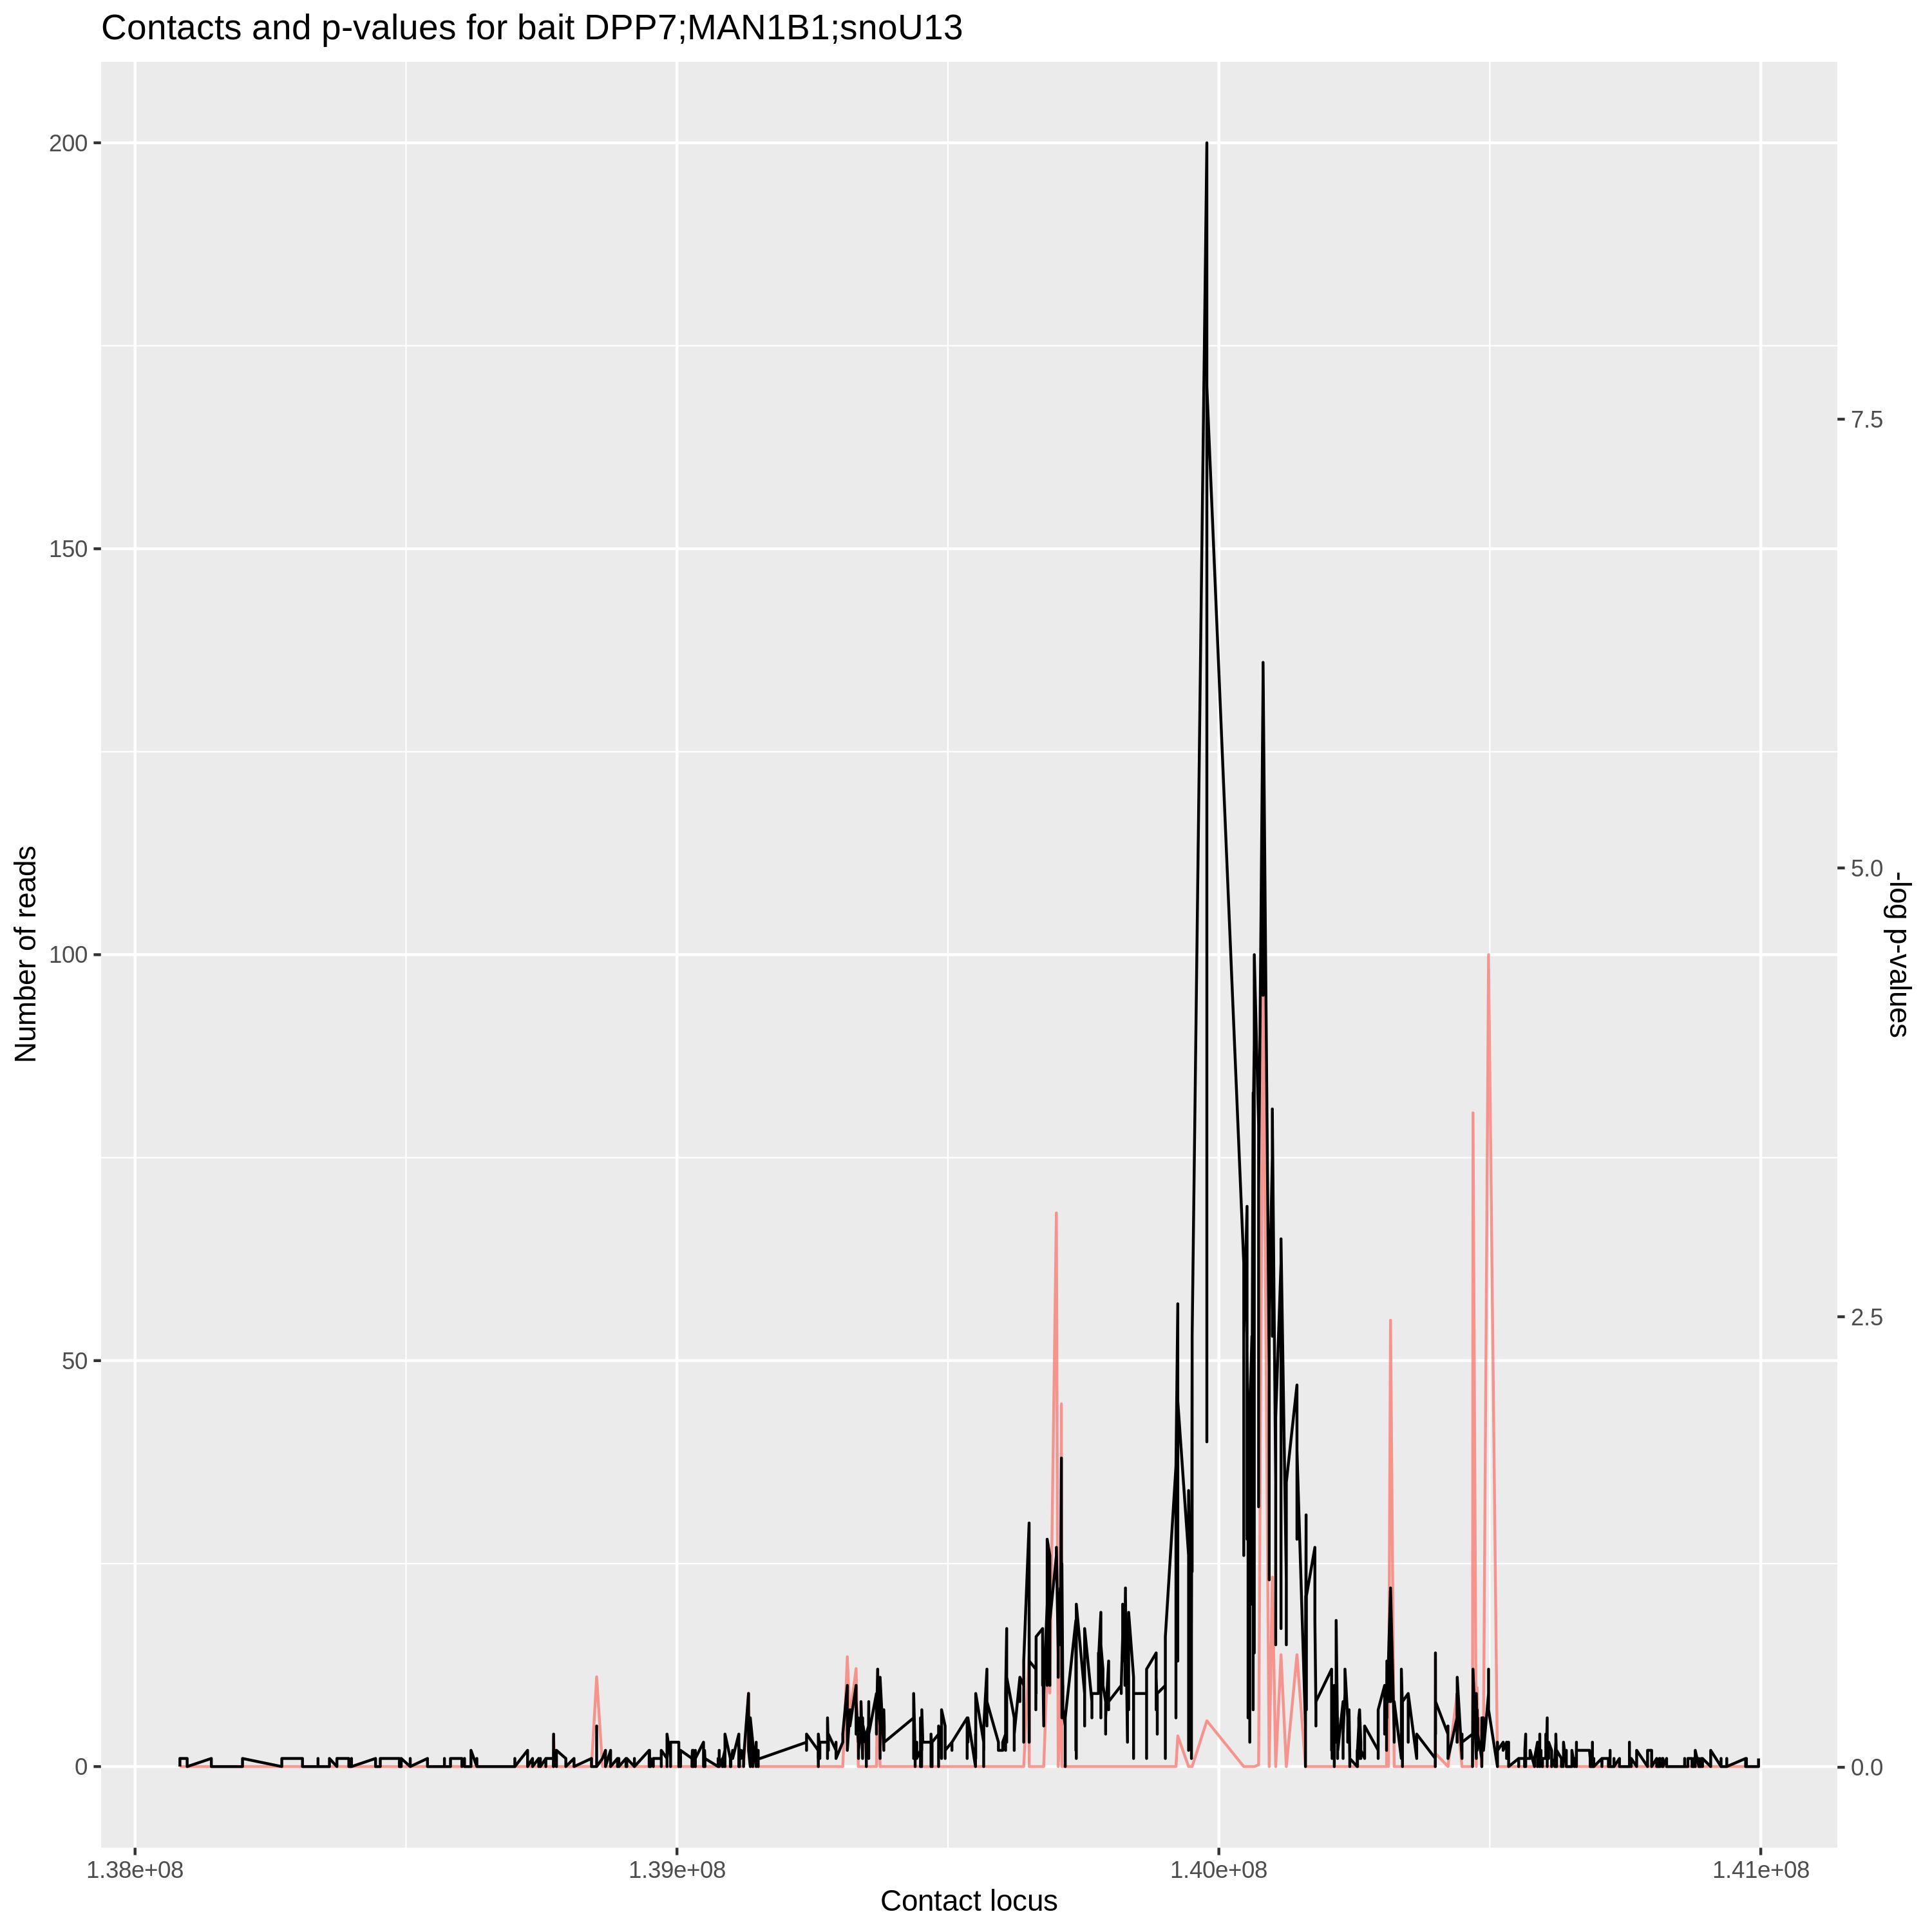 Contacts and p-values for bait DPP7;MAN1B1;snoU13
200
150
100
50
0
Number of reads
7.5
5.0
2.5
0.0
-log p-values
1.38e+08
1.39e+08
1.40e+08
1.41e+08
Contact locus